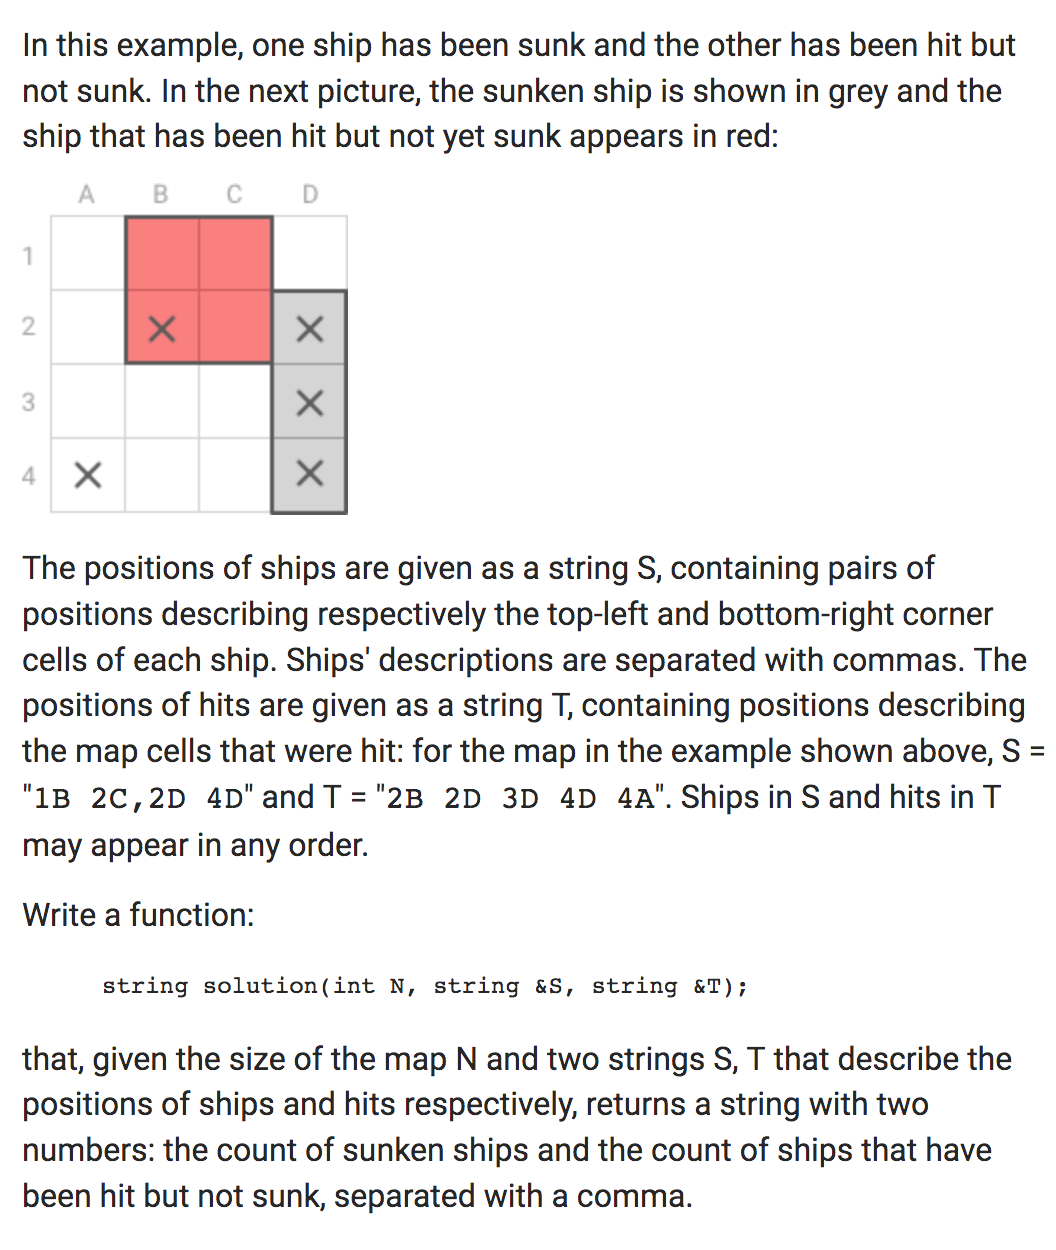 In this example, one ship has been sunk and the other has been hit but
not sunk. In the next picture, the sunken ship is shown in grey and the
ship that has been hit but not yet sunk appears in red:
A B C D
1
2
3
4
The positions of ships are given as a string S, containing pairs of
positions describing respectively the top-left and bottom-right corner
cells of each ship. Ships' descriptions are separated with commas. The
positions of hits are given as a string T, containing positions describing
the map cells that were hit: for the map in the example shown above, S =
"1B 2C,2D 4D" and T = "2B 2D 3D 4D 4A". Ships in S and hits in T
may appear in any order.
Write a function:
string solution(int N, string &S, string &T);
that, given the size of the map N and two strings S, T that describe the
positions of ships and hits respectively, returns a string with two
numbers: the count of sunken ships and the count of ships that have
been hit but not sunk, separated with a comma.